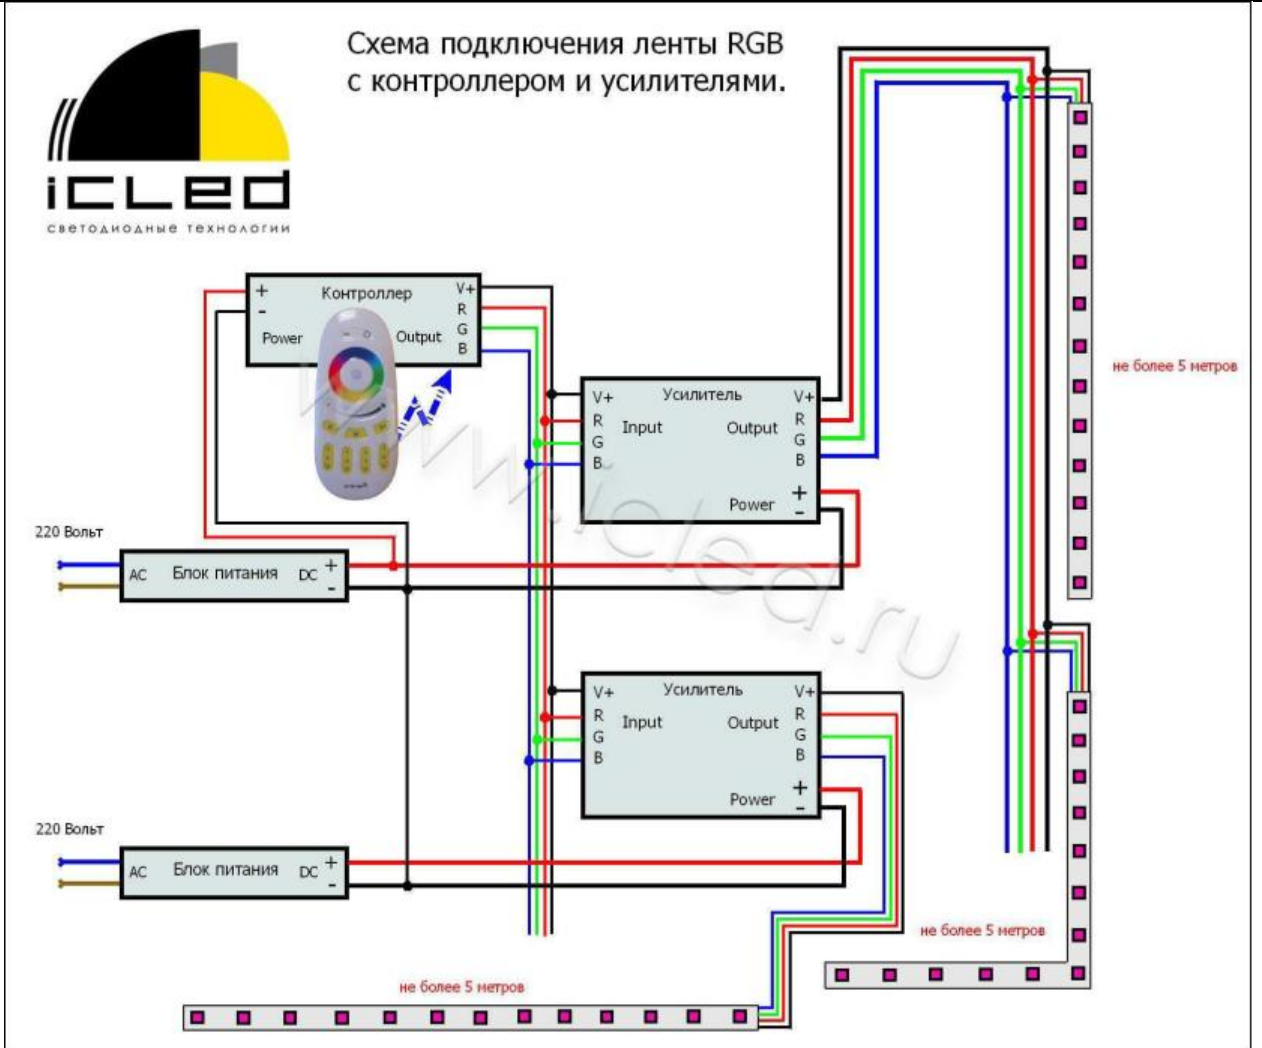 Схема подключения ленты RGB
с контроллером и усилителями.
iCLed
светодиодные технологии
+ Контроллер V+
- R
Power Output G
B
не более 5 метров
V+ Усилитель V+
R Input Output R
G G
B B
Power +
-
www.icled.ru
220 Вольт
AC Блок питания DC +
-
V+ Усилитель V+
R Input Output R
G G
B B
Power +
-
220 Вольт
AC Блок питания DC +
-
не более 5 метров
не более 5 метров